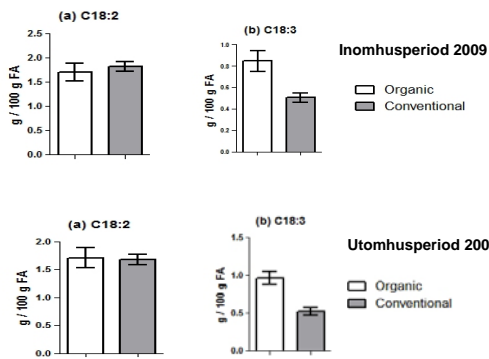 (a) C18:2
2.5
2.0
1.5
1.0
0.5
0.0
g / 100 g FA
(b) C18:3
1.0
0.8
0.6
0.4
0.2
0.0
g / 100 g FA
Inomhusperiod 2009
Organic
Conventional
(a) C18:2
2.0
1.5
1.0
0.5
0.0
g / 100 g FA
(b) C18:3
1.5
1.0
0.5
0.0
g / 100 g FA
Utomhusperiod 200
Organic
Conventional